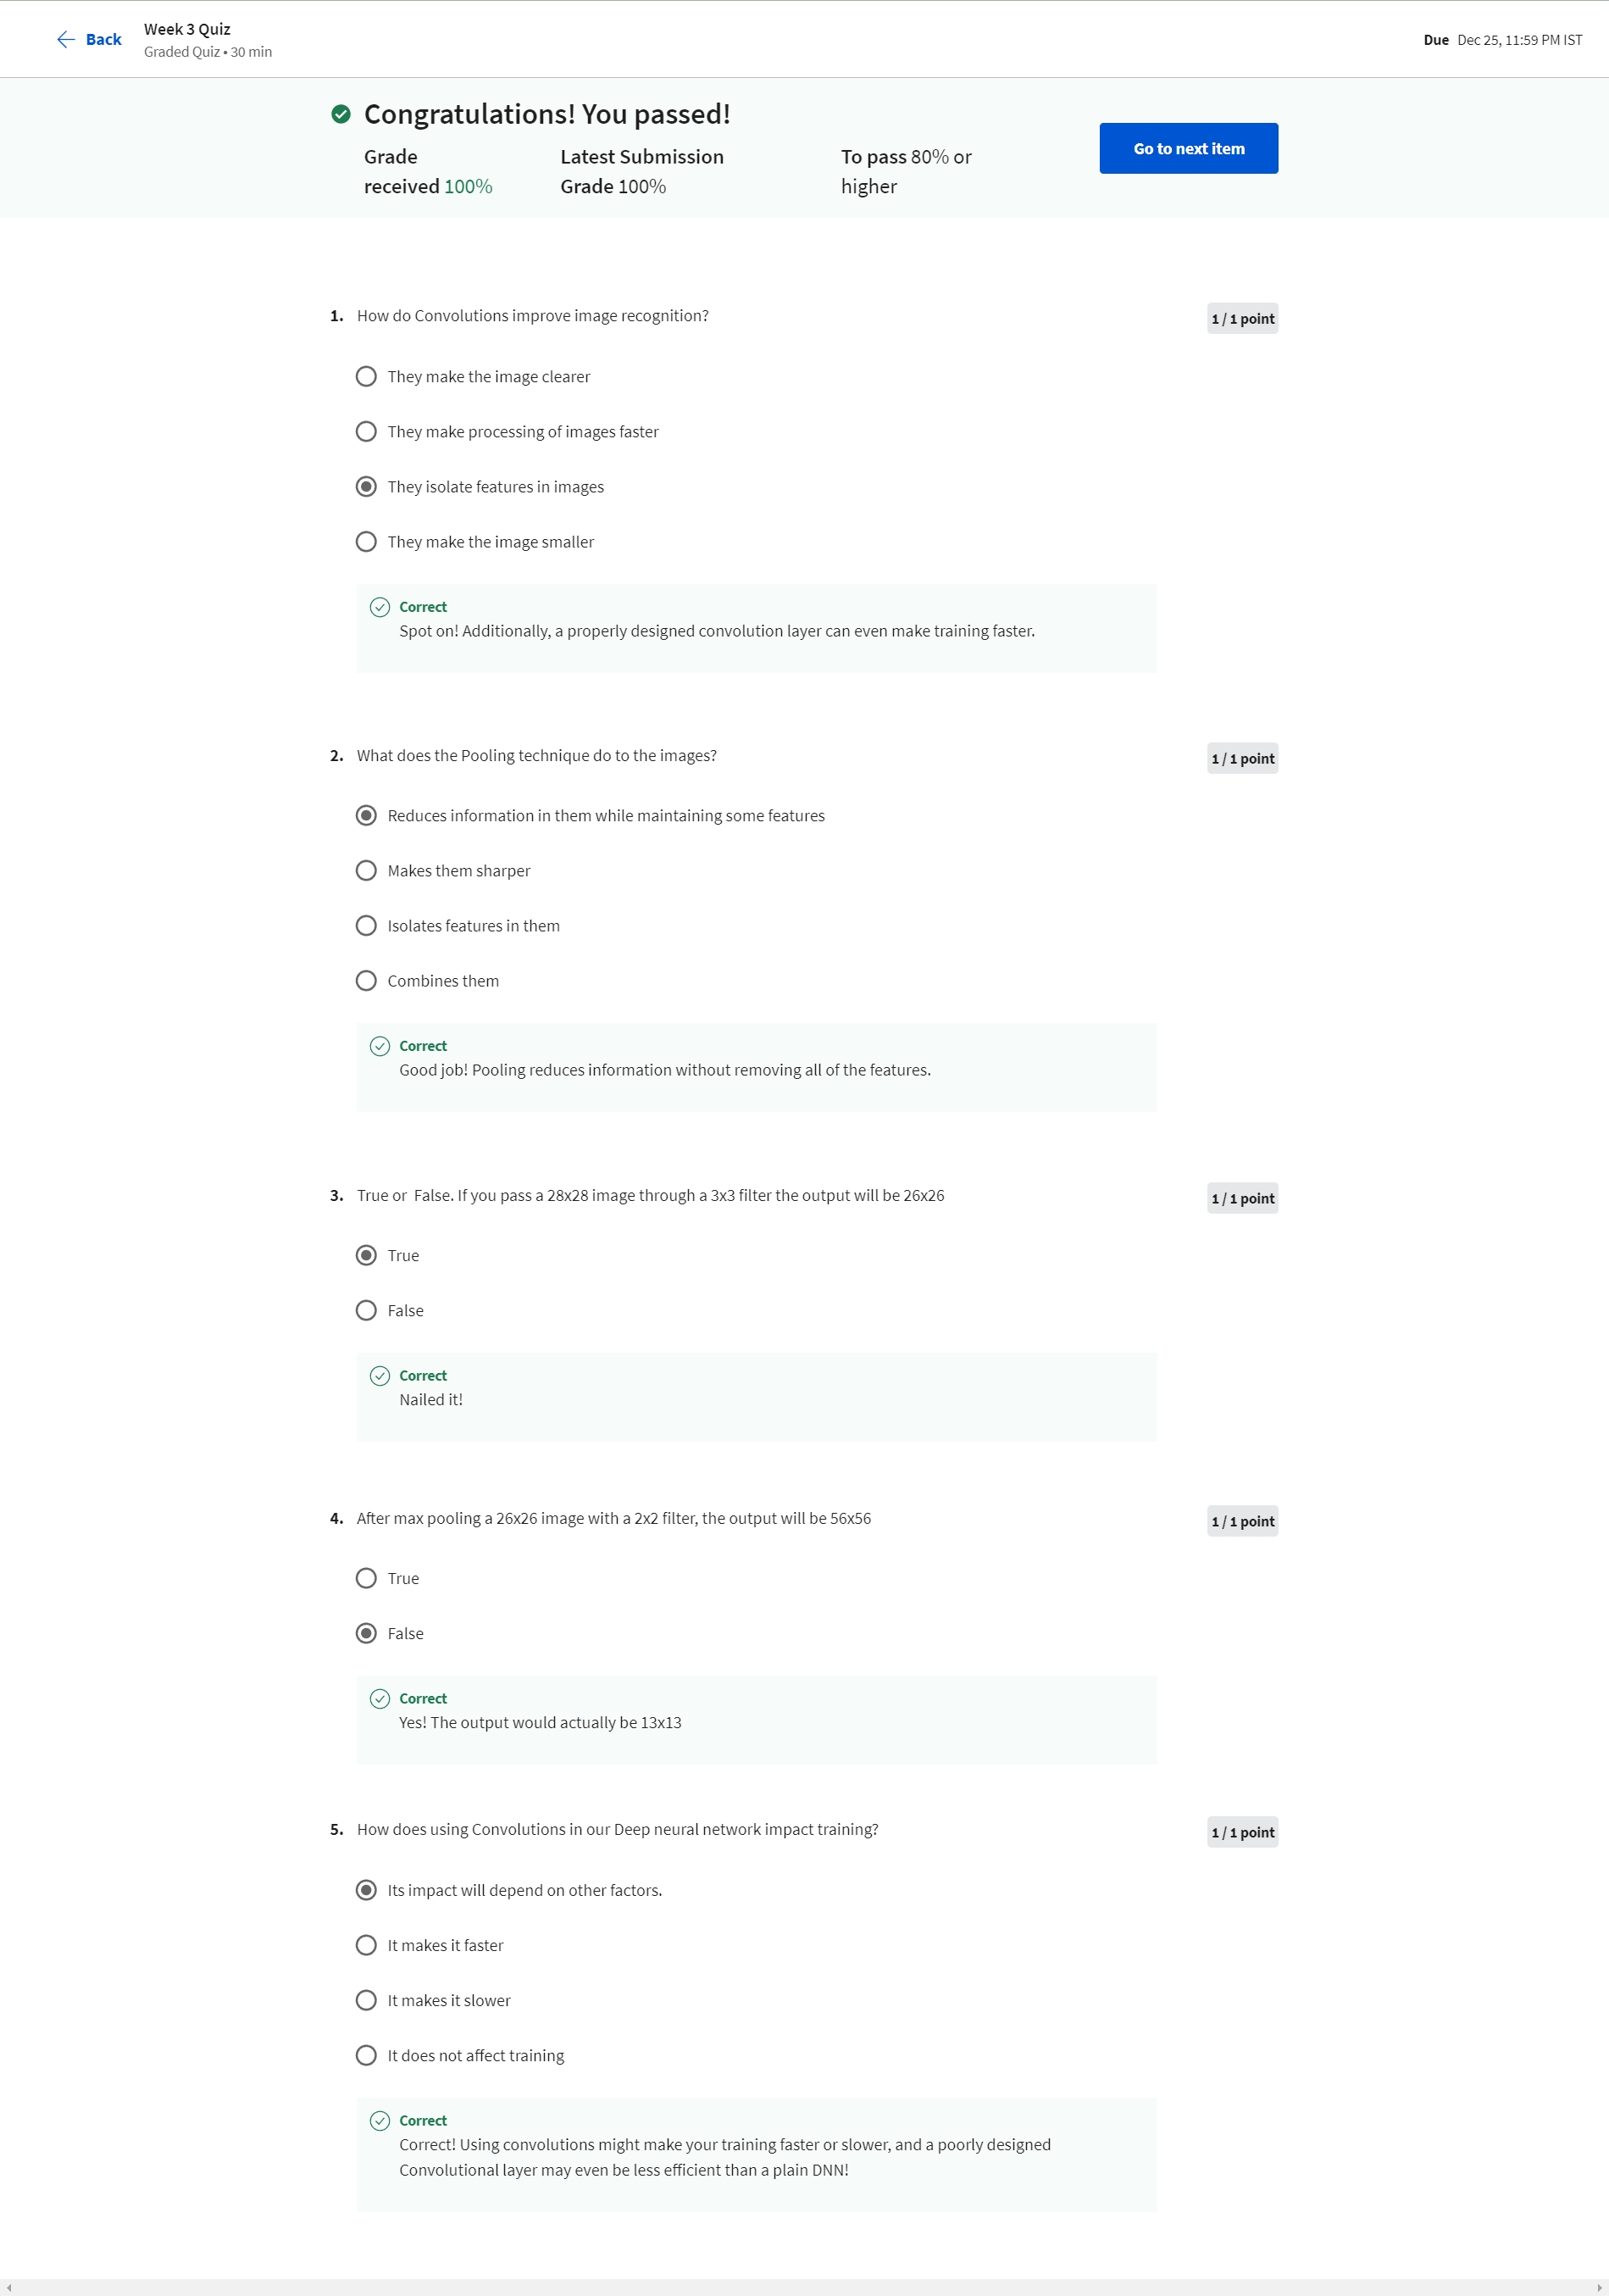 Back
Week 3 Quiz
Graded Quiz • 30 min
Due Dec 25, 11:59 PM IST
Congratulations! You passed!
Grade
received 100%
Latest Submission
Grade 100%
To pass 80% or
higher
Go to next item
1. How do Convolutions improve image recognition?
1 / 1 point
They make the image clearer
They make processing of images faster
They isolate features in images
They make the image smaller
Correct
Spot on! Additionally, a properly designed convolution layer can even make training faster.
2. What does the Pooling technique do to the images?
1 / 1 point
Reduces information in them while maintaining some features
Makes them sharper
Isolates features in them
Combines them
Correct
Good job! Pooling reduces information without removing all of the features.
3. True or False. If you pass a 28x28 image through a 3x3 filter the output will be 26x26
1 / 1 point
True
False
Correct
Nailed it!
4. After max pooling a 26x26 image with a 2x2 filter, the output will be 56x56
1 / 1 point
True
False
Correct
Yes! The output would actually be 13x13
5. How does using Convolutions in our Deep neural network impact training?
1 / 1 point
Its impact will depend on other factors.
It makes it faster
It makes it slower
It does not affect training
Correct
Correct! Using convolutions might make your training faster or slower, and a poorly designed
Convolutional layer may even be less efficient than a plain DNN!